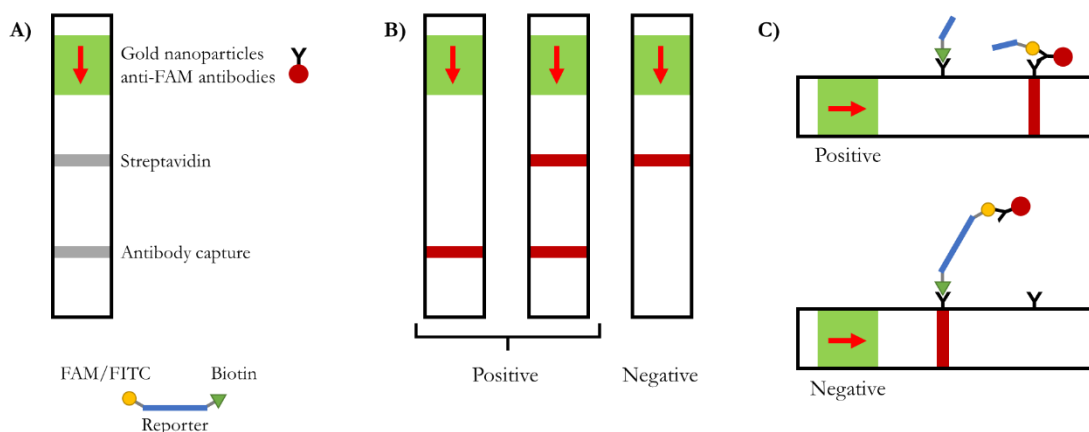 A)
Gold nanoparticles
anti-FAM antibodies
Streptavidin
Antibody capture
FAM/FITC
Biotin
Reporter
B)
Positive
Negative
C)
Positive
Negative